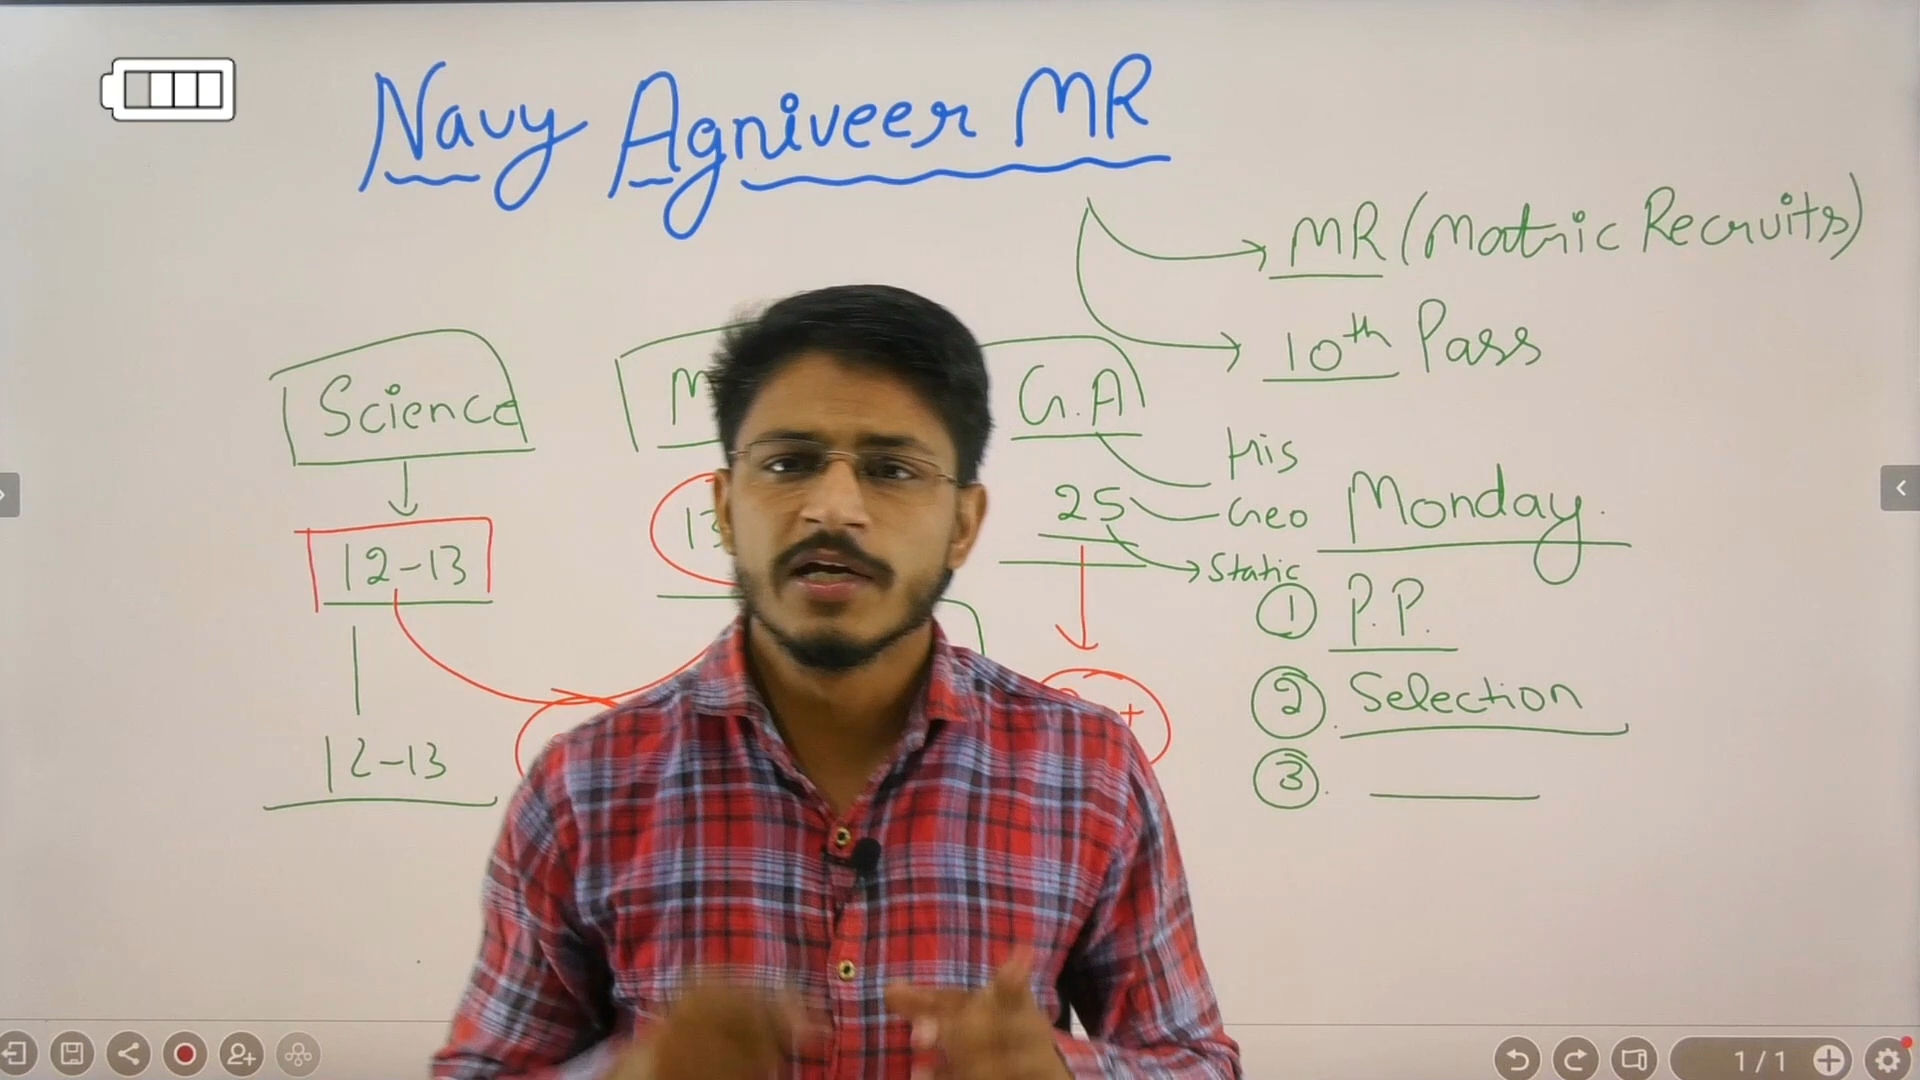 Navy Agniveer MR
MR (Matric Recruits)
10th Pass
Science
G.A
His
25
Geo
Static
Monday.
12-13
① P.P.
② Selection
③
12-13
1/1